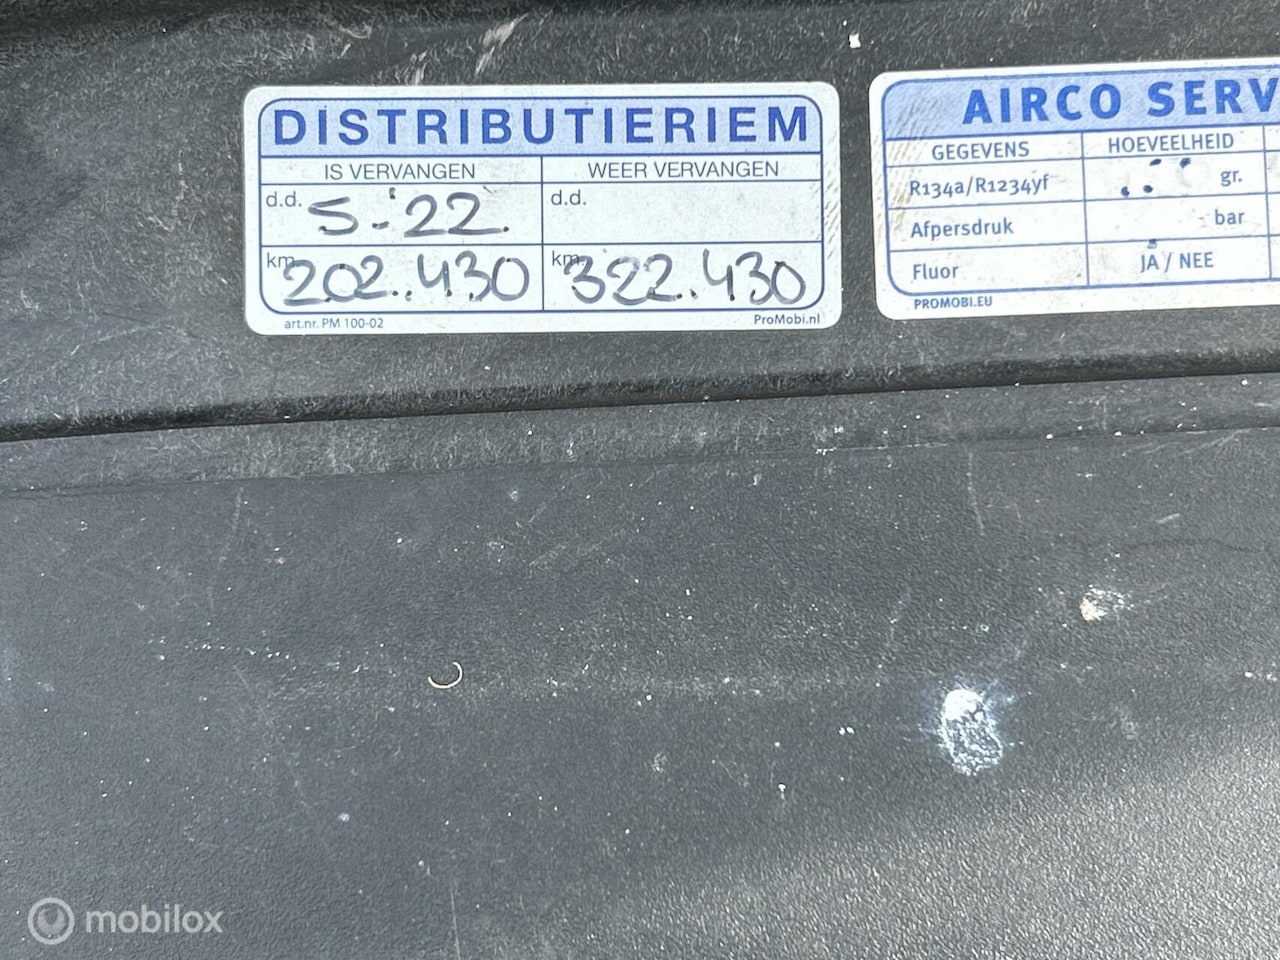 DISTRIBUTIERIEM
IS VERVANGEN WEER VERVANGEN
d.d. 5-'22. d.d.
km. 202.430 km. 322.430
art.nr. PM 100-02 ProMobi.nl
AIRCO SERV
GEGEVENS HOEVEELHEID
R134a/R1234yf gr.
Afpersdruk bar
Fluor JA / NEE
PROMOBI.EU
mobilox